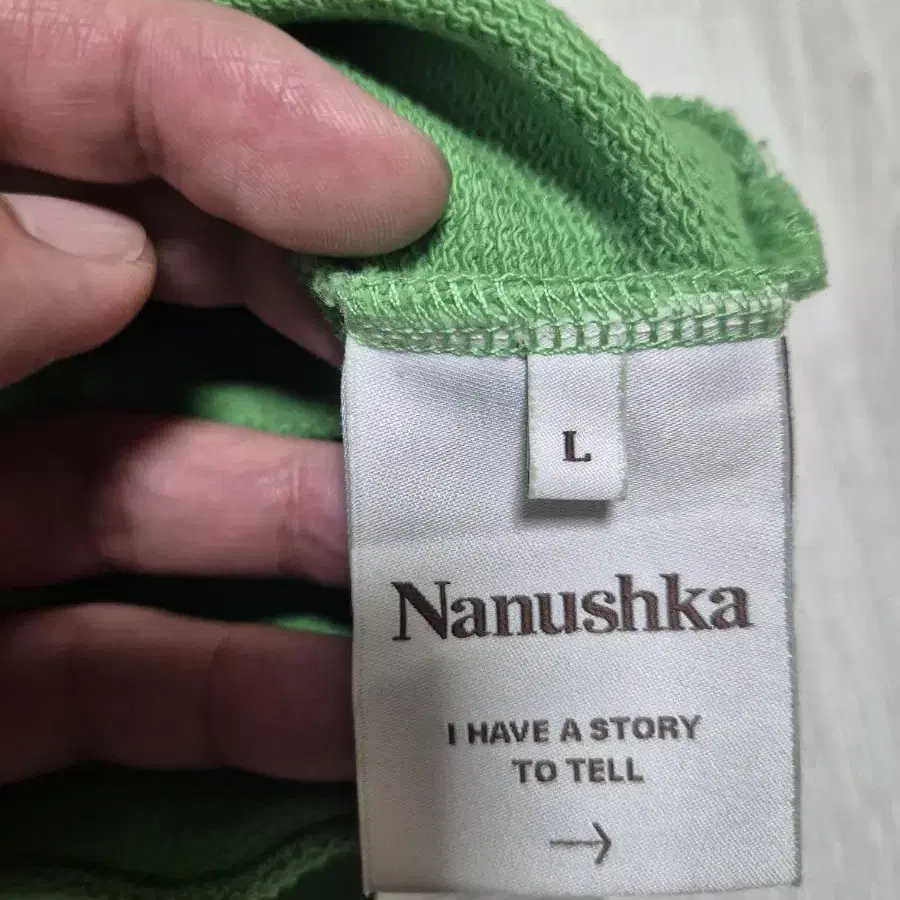 L
Nanushka
I HAVE A STORY
TO TELL
→